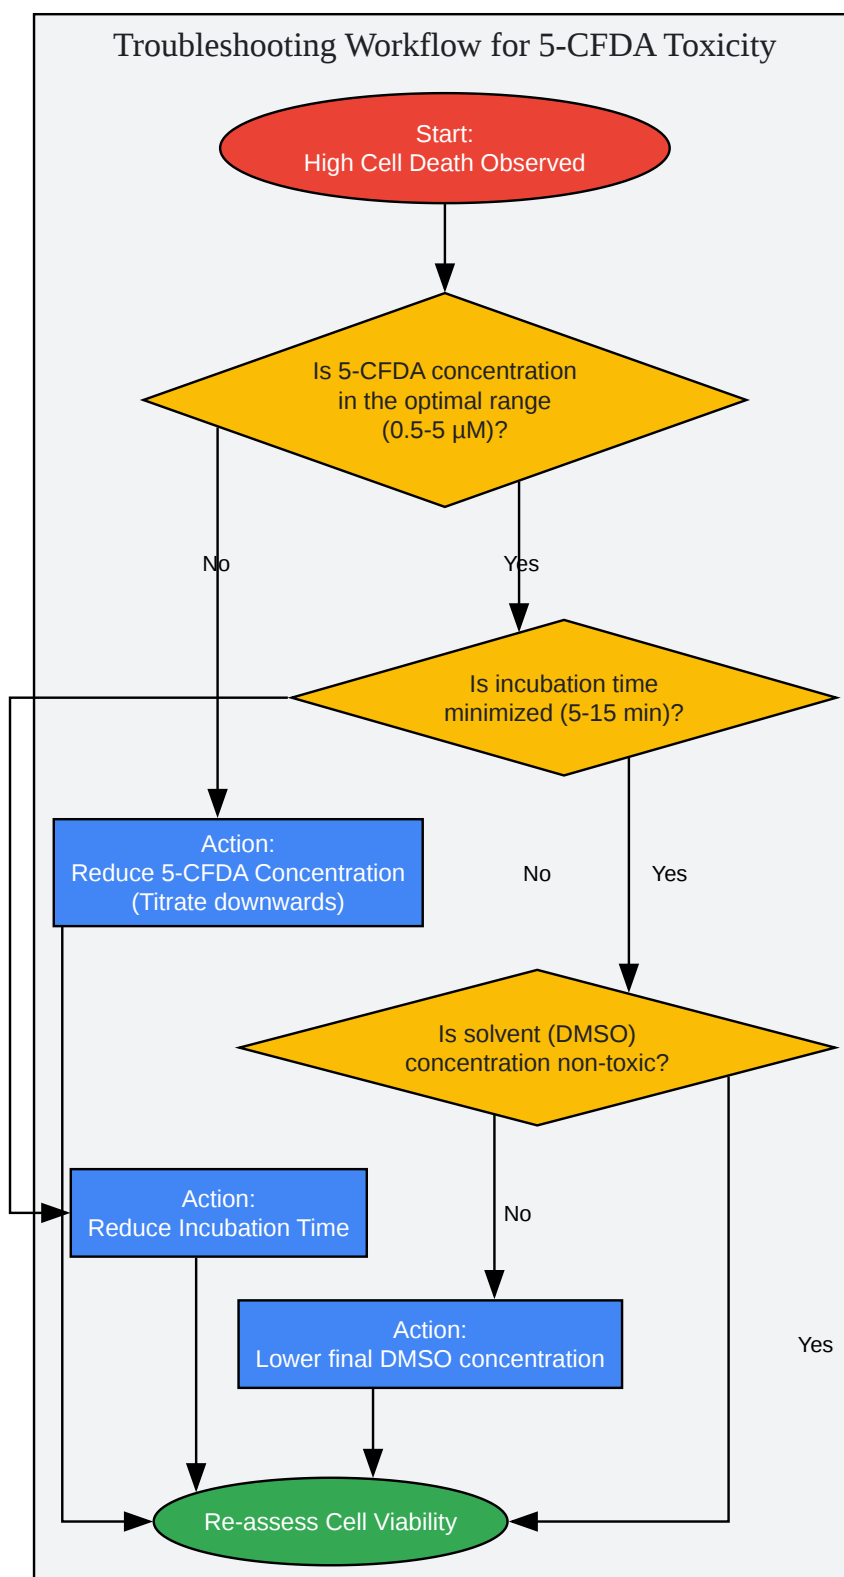 Troubleshooting Workflow for 5-CFDA Toxicity
Start:
High Cell Death Observed
Is 5-CFDA concentration
in the optimal range
(0.5-5 µM)?
No
Yes
Is incubation time
minimized (5-15 min)?
Action:
Reduce 5-CFDA Concentration
(Titrate downwards)
No
Yes
Is solvent (DMSO)
concentration non-toxic?
Action:
Reduce Incubation Time
No
Action:
Lower final DMSO concentration
Yes
Re-assess Cell Viability